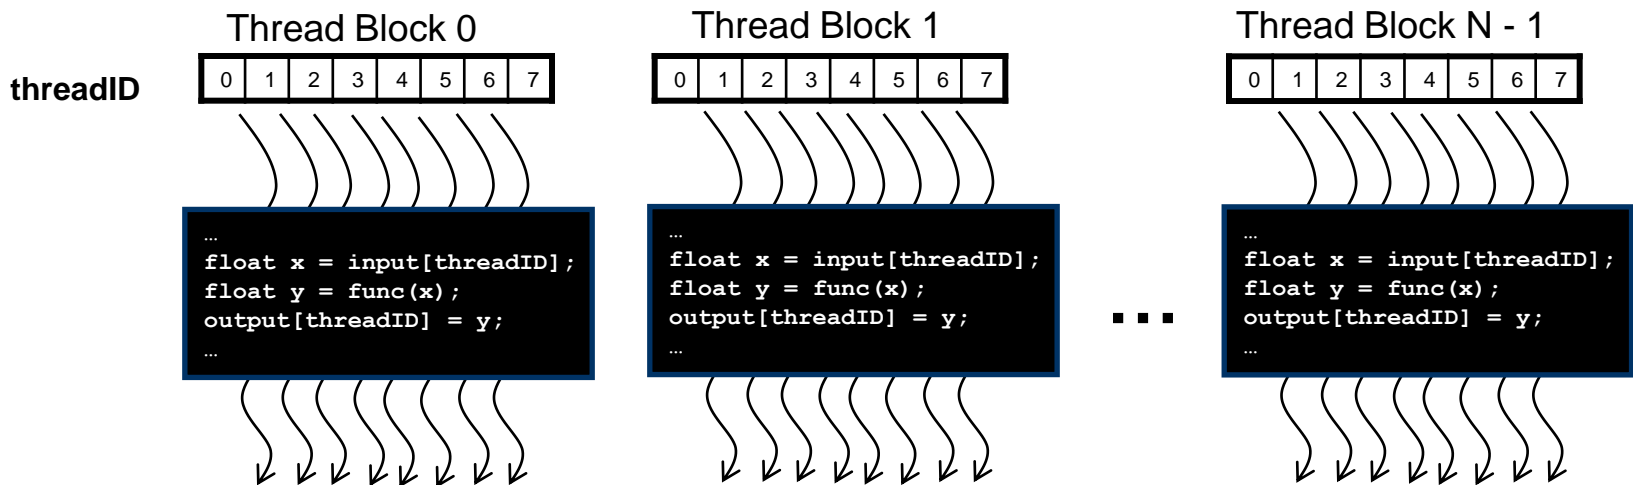 Thread Block 0
Thread Block 1
Thread Block N - 1
threadID
0 1 2 3 4 5 6 7
0 1 2 3 4 5 6 7
0 1 2 3 4 5 6 7
…
float x = input[threadID];
float y = func(x);
output[threadID] = y;
…
…
float x = input[threadID];
float y = func(x);
output[threadID] = y;
…
…
…
float x = input[threadID];
float y = func(x);
output[threadID] = y;
…